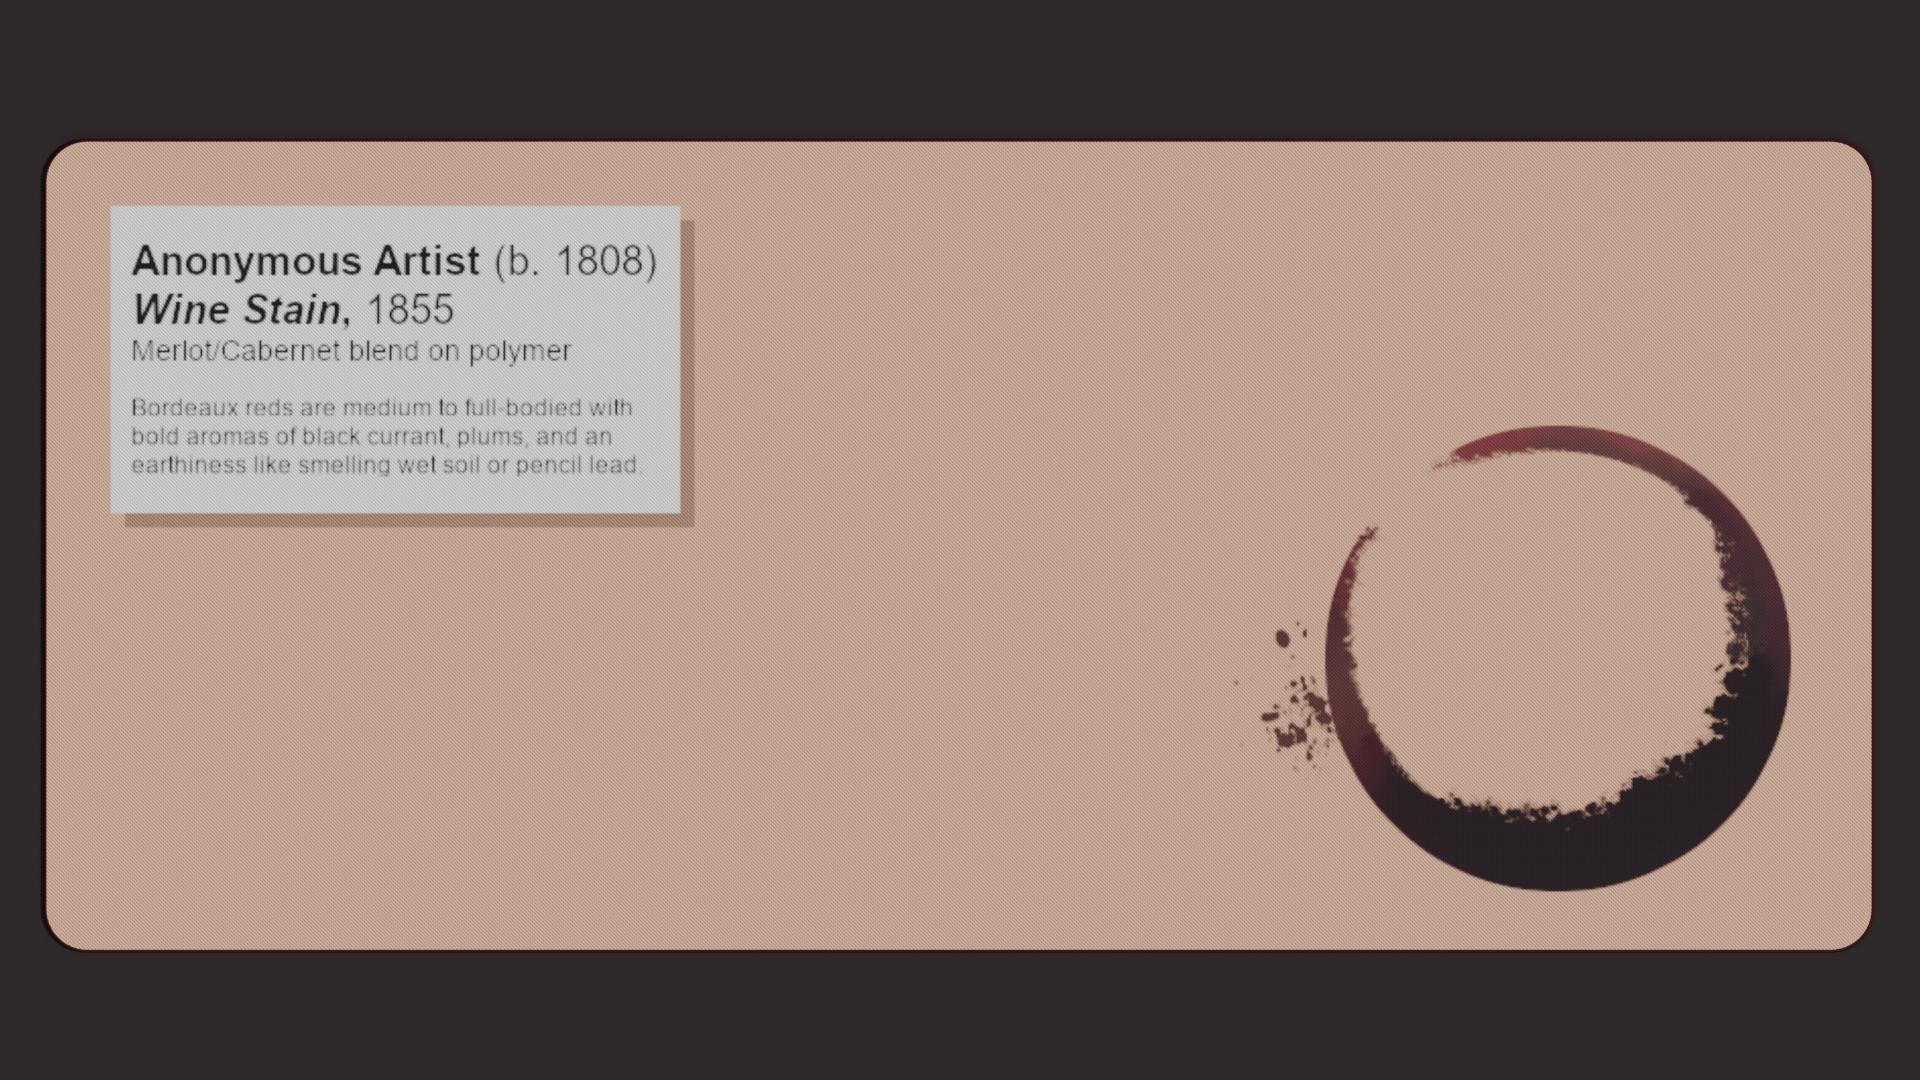 Anonymous Artist (b. 1808)
Wine Stain, 1855
Merlot/Cabernet blend on polymer
Bordeaux reds are medium to full-bodied with
bold aromas of black currant, plums, and an
earthiness like smelling wet soil or pencil lead.